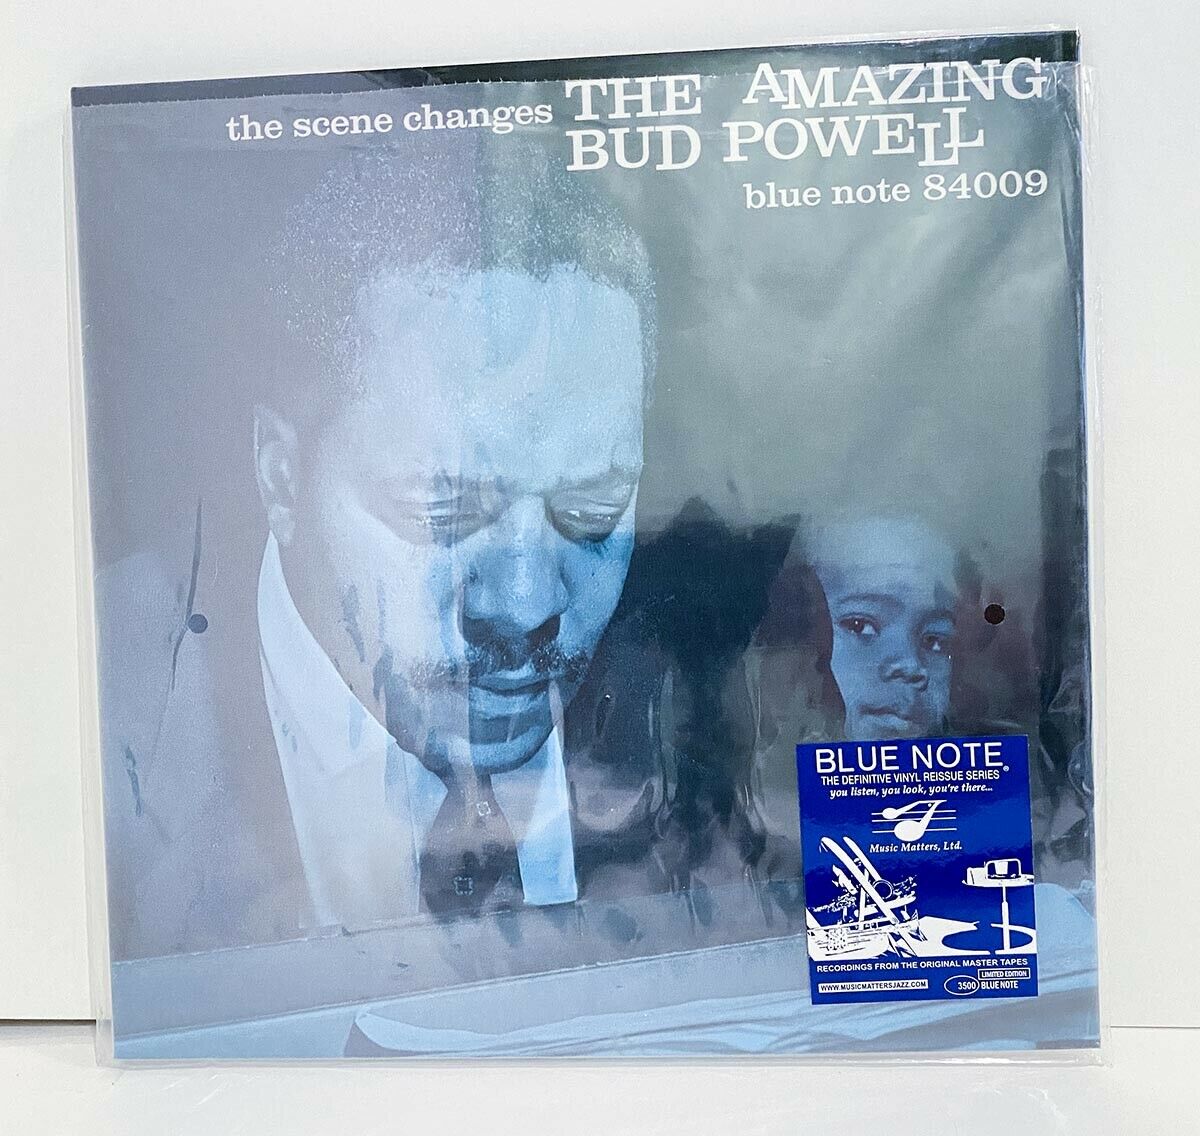 the scene changes THE AMAZING
BUD POWELL
blue note 84009
BLUE NOTE
THE DEFINITIVE VINYL REISSUE SERIES®
you listen, you look, you're there...
Music Matters, Ltd.
RECORDINGS FROM THE ORIGINAL MASTER TAPES
WWW.MUSICMATTERSJAZZ.COM
LIMITED EDITION
3500 BLUE NOTE